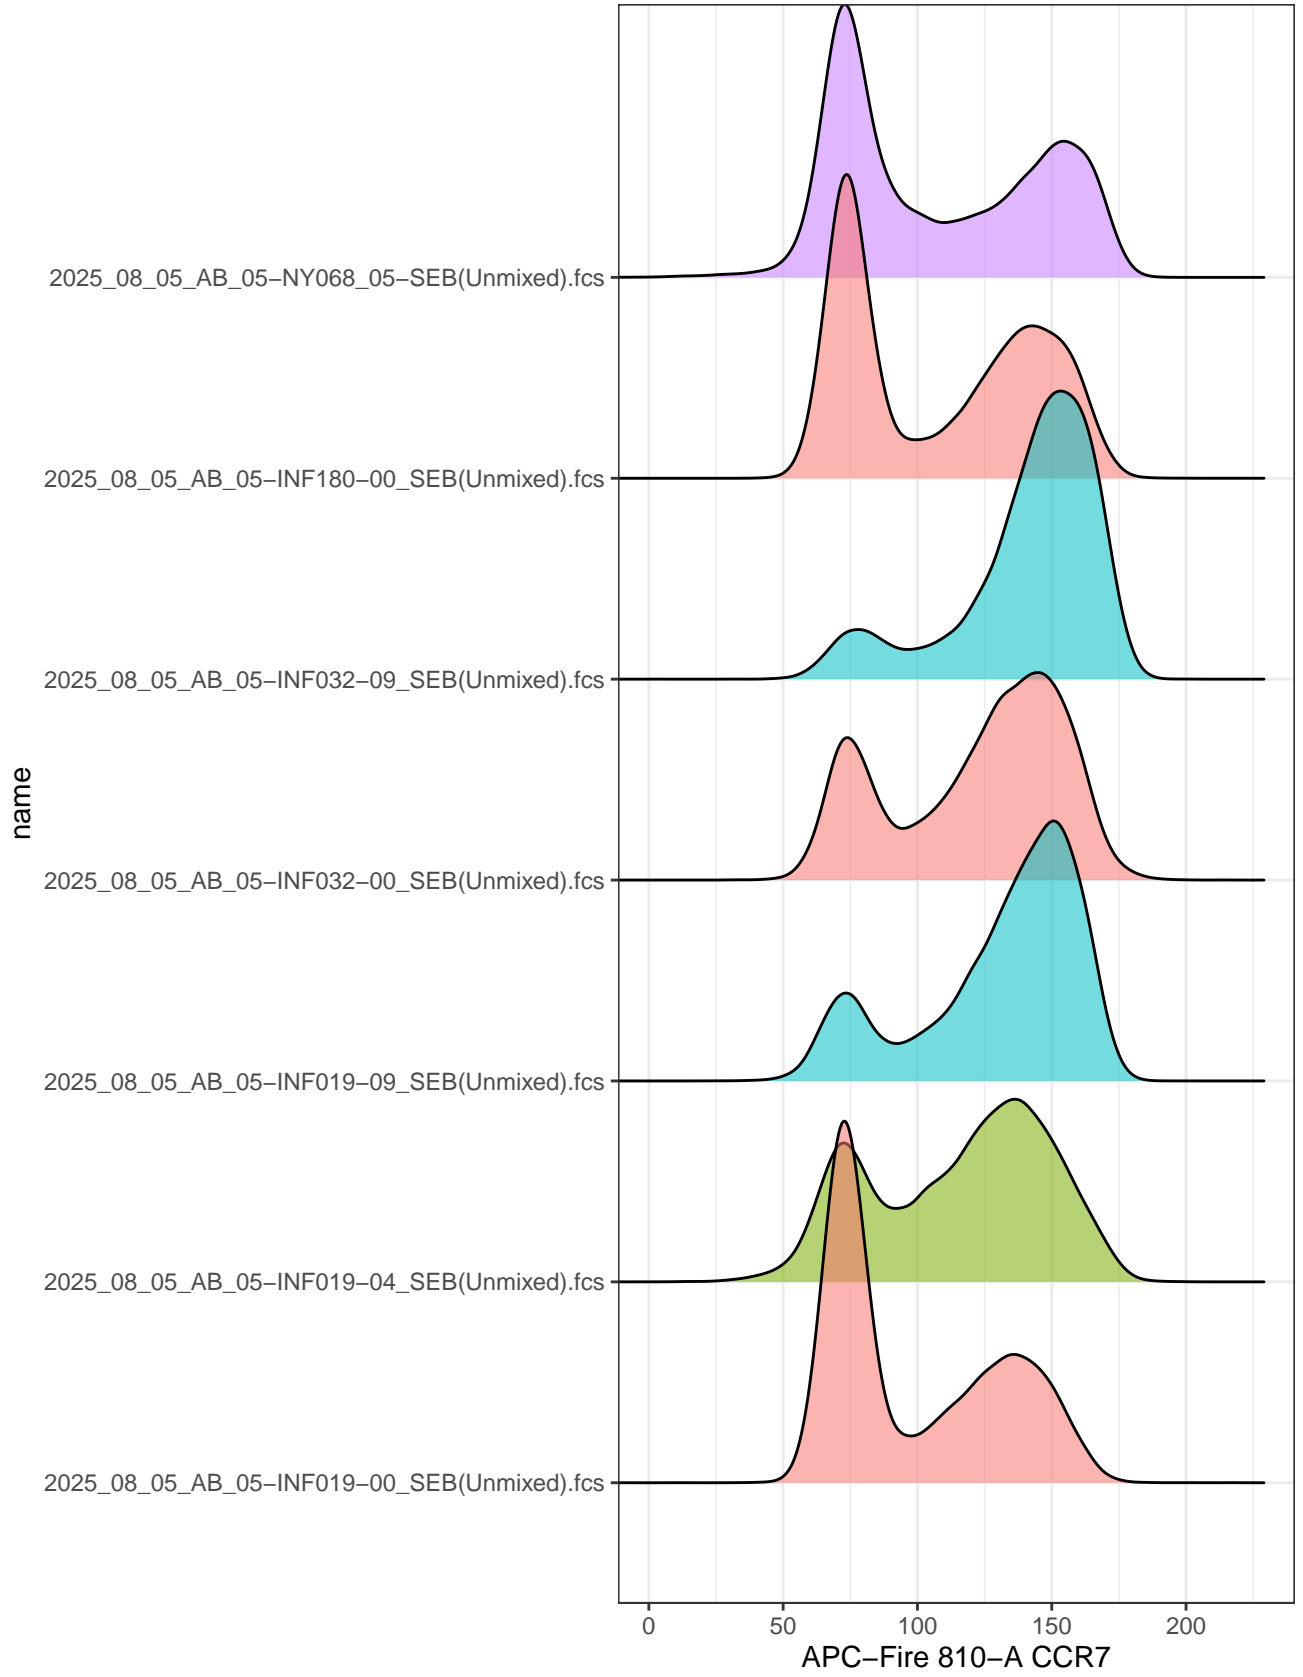 name
2025_08_05_AB_05−NY068_05−SEB(Unmixed).fcs
2025_08_05_AB_05−INF180−00_SEB(Unmixed).fcs
2025_08_05_AB_05−INF032−09_SEB(Unmixed).fcs
2025_08_05_AB_05−INF032−00_SEB(Unmixed).fcs
2025_08_05_AB_05−INF019−09_SEB(Unmixed).fcs
2025_08_05_AB_05−INF019−04_SEB(Unmixed).fcs
2025_08_05_AB_05−INF019−00_SEB(Unmixed).fcs
0 50 100 150 200
APC−Fire 810−A CCR7